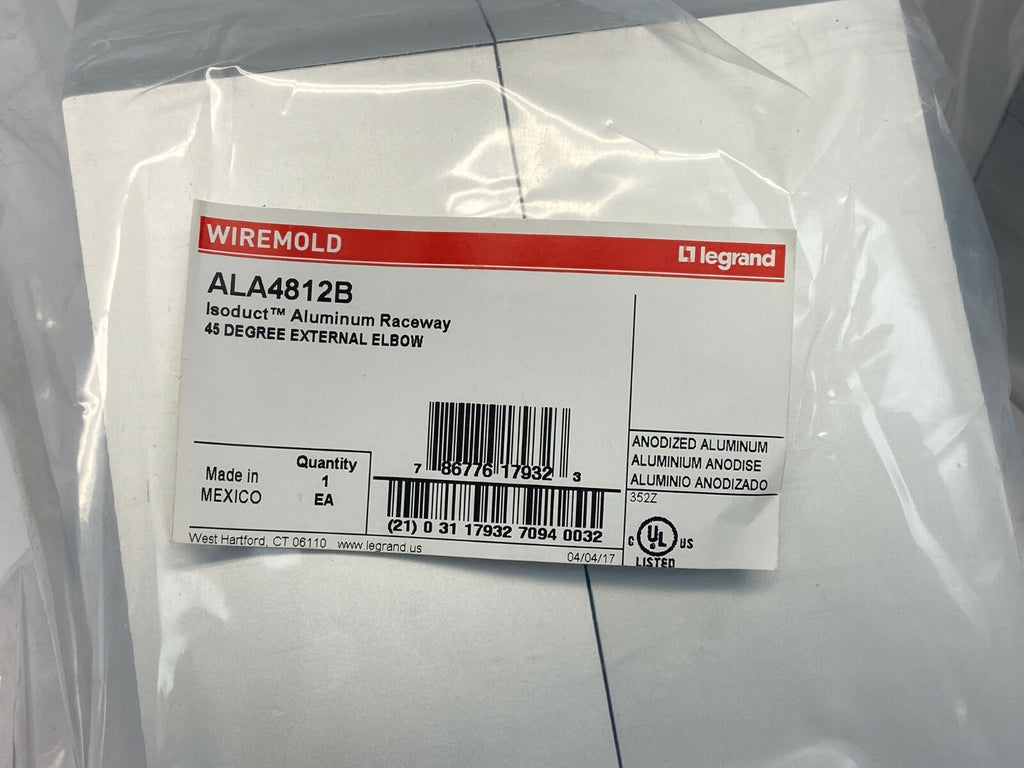 WIREMOLD
legrand
ALA4812B
Isoduct™ Aluminum Raceway
45 DEGREE EXTERNAL ELBOW
7 86776 17932 3
ANODIZED ALUMINUM
ALUMINIUM ANODISE
ALUMINIO ANODIZADO
Made in
MEXICO
Quantity
1
EA
(21) 0 31 17932 7094 0032
352Z
C UL US
LISTED
West Hartford, CT 06110 www.legrand.us
04/04/17